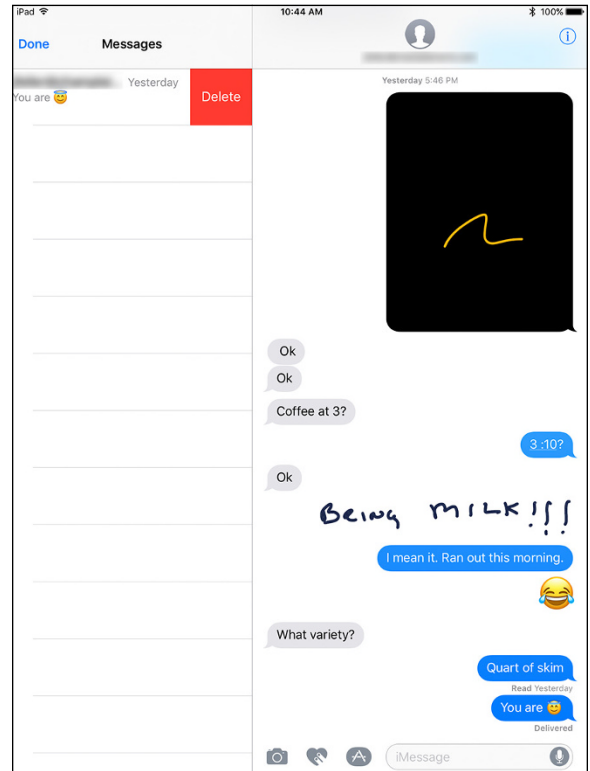 iPad 10:44 AM 100%
Done Messages
Yesterday
You are 😇
Delete
Yesterday 5:46 PM
Ok
Ok
Coffee at 3?
3 :10?
Ok
Being MILK!!!
I mean it. Ran out this morning.
😂
What variety?
Quart of skim
Read Yesterday
You are 😇
Delivered
iMessage